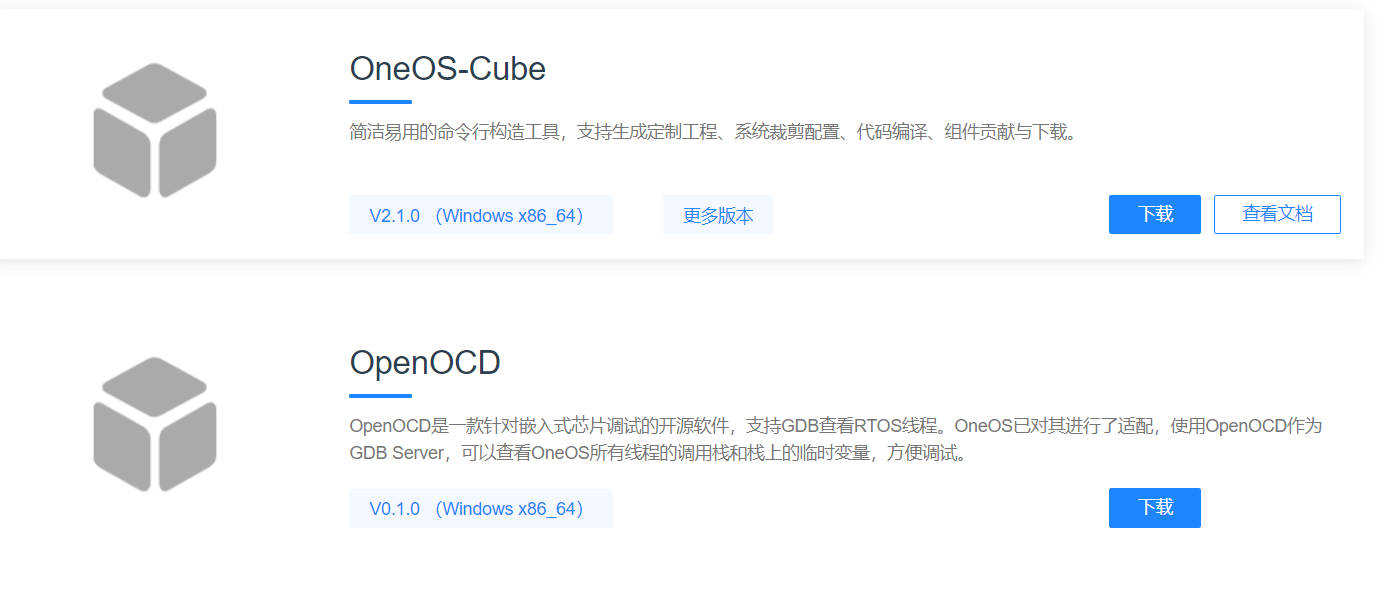 OneOS-Cube
简洁易用的命令行构造工具，支持生成定制工程、系统裁剪配置、代码编译、组件贡献与下载。
V2.1.0 （Windows x86_64） 更多版本 下载 查看文档
OpenOCD
OpenOCD是一款针对嵌入式芯片调试的开源软件，支持GDB查看RTOS线程。OneOS已对其进行了适配，使用OpenOCD作为
GDB Server，可以查看OneOS所有线程的调用栈和栈上的临时变量，方便调试。
V0.1.0 （Windows x86_64） 下载